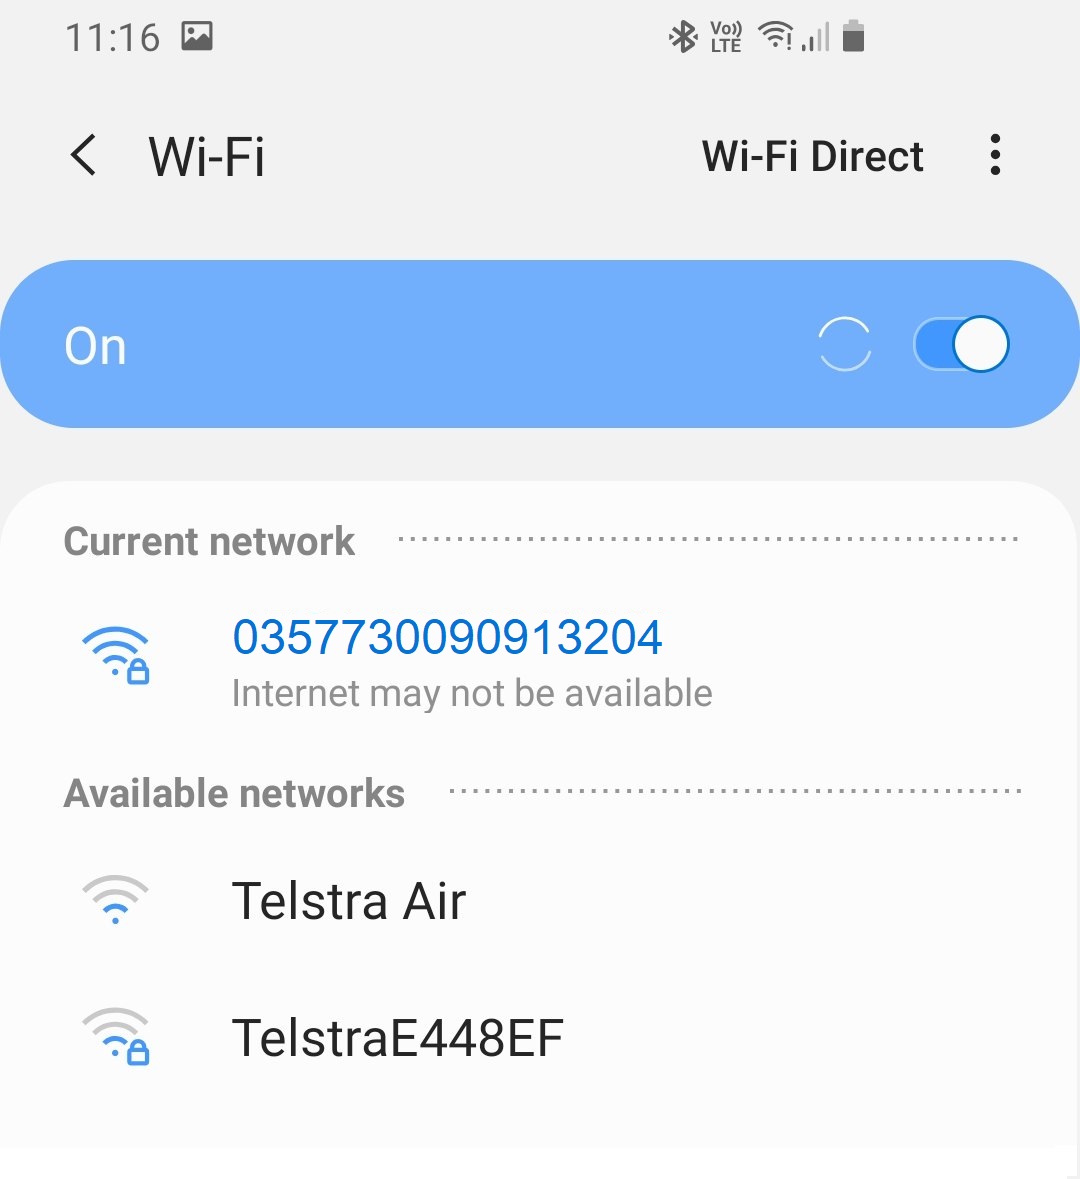 11:16 Vo)) LTE
Wi-Fi Wi-Fi Direct
On
Current network
0357730090913204
Internet may not be available
Available networks
Telstra Air
TelstraE448EF